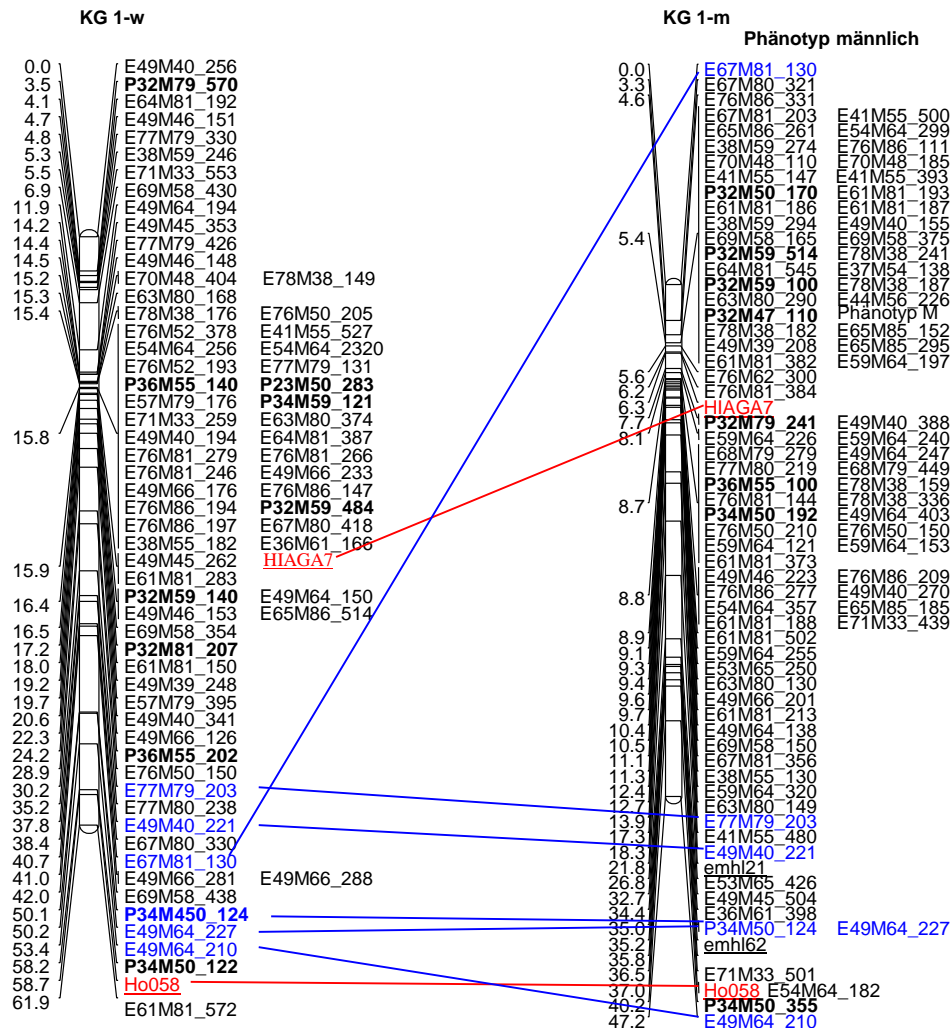 KG 1-w
KG 1-m
Phänotyp männlich
0.0 E49M40_256
3.5 P32M79_570
4.1 E64M81_192
4.7 E49M46_151
4.8 E77M79_330
5.3 E38M59_246
5.5 E71M33_553
6.9 E69M58_430
11.9 E49M64_194
14.2 E49M45_353
14.4 E77M79_426
14.5 E49M46_148
15.2 E70M48_404 E78M38_149
15.3 E63M80_168
15.4 E78M38_176 E76M50_205
E76M52_378 E41M55_527
E54M64_256 E54M64_2320
E76M52_193 E77M79_131
P36M55_140 P23M50_283
E57M79_176 P34M59_121
E71M33_259 E63M80_374
15.8 E49M40_194 E64M81_387
E76M81_279 E76M81_266
E76M81_246 E49M66_233
E49M66_176 E76M86_147
E76M86_194 P32M59_484
E76M86_197 E67M80_418
E38M55_182 E36M61_166
E49M45_262 HIAGA7
15.9 E61M81_283
P32M59_140 E49M64_150
16.4 E49M46_153 E65M86_514
16.5 E69M58_354
17.2 P32M81_207
18.0 E61M81_150
19.2 E49M39_248
19.7 E57M79_395
20.6 E49M40_341
22.3 E49M66_126
24.2 P36M55_202
28.9 E76M50_150
30.2 E77M79_203
35.2 E77M80_238
37.8 E49M40_221
38.4 E67M80_330
40.7 E67M81_130
41.0 E49M66_281 E49M66_288
42.0 E69M58_438
50.1 P34M450_124
50.2 E49M64_227
53.4 E49M64_210
58.2 P34M50_122
58.7 Ho058
61.9 E61M81_572
0.0 E67M81_130
3.3 E67M80_321
4.6 E76M86_331
E67M81_203 E41M55_500
E65M86_261 E54M64_299
E38M59_274 E76M86_111
E70M48_110 E70M48_185
E41M55_147 E41M55_393
P32M50_170 E61M81_193
E61M81_186 E61M81_187
E38M59_294 E49M40_155
5.4 E69M58_165 E69M58_375
P32M59_514 E78M38_241
E64M81_545 E37M54_138
P32M59_100 E78M38_187
E63M80_290 E44M56_226
P32M47_110 Phänotyp M
E78M38_182 E65M85_152
E49M39_208 E65M85_295
E61M81_382 E59M64_197
5.6 E76M62_300
6.2 E76M81_384
6.3 HIAGA7
7.7 P32M79_241 E49M40_388
8.1 E59M64_226 E59M64_240
E68M79_279 E49M64_247
E77M80_219 E68M79_449
P36M55_100 E78M38_159
E76M81_144 E78M38_336
8.7 P34M50_192 E49M64_403
E76M50_210 E76M50_150
E59M64_121 E59M64_153
E61M81_373
E49M46_223 E76M86_209
E76M86_277 E49M40_270
8.8 E54M64_357 E65M85_185
E61M81_188 E71M33_439
8.9 E61M81_502
9.1 E59M64_255
9.3 E53M65_250
9.4 E63M80_130
9.6 E49M66_201
9.7 E61M81_213
10.4 E49M64_138
10.5 E69M58_150
11.1 E67M81_356
11.3 E38M55_130
12.4 E59M64_320
12.7 E63M80_149
13.9 E77M79_203
17.3 E41M55_480
18.3 E49M40_221
21.8 emhl21
26.8 E53M65_426
32.7 E49M45_504
34.4 E36M61_398
35.0 P34M50_124 E49M64_227
35.2 emhl62
35.8
36.5 E71M33_501
37.0 Ho058 E54M64_182
40.2 P34M50_355
47.2 E49M64_210